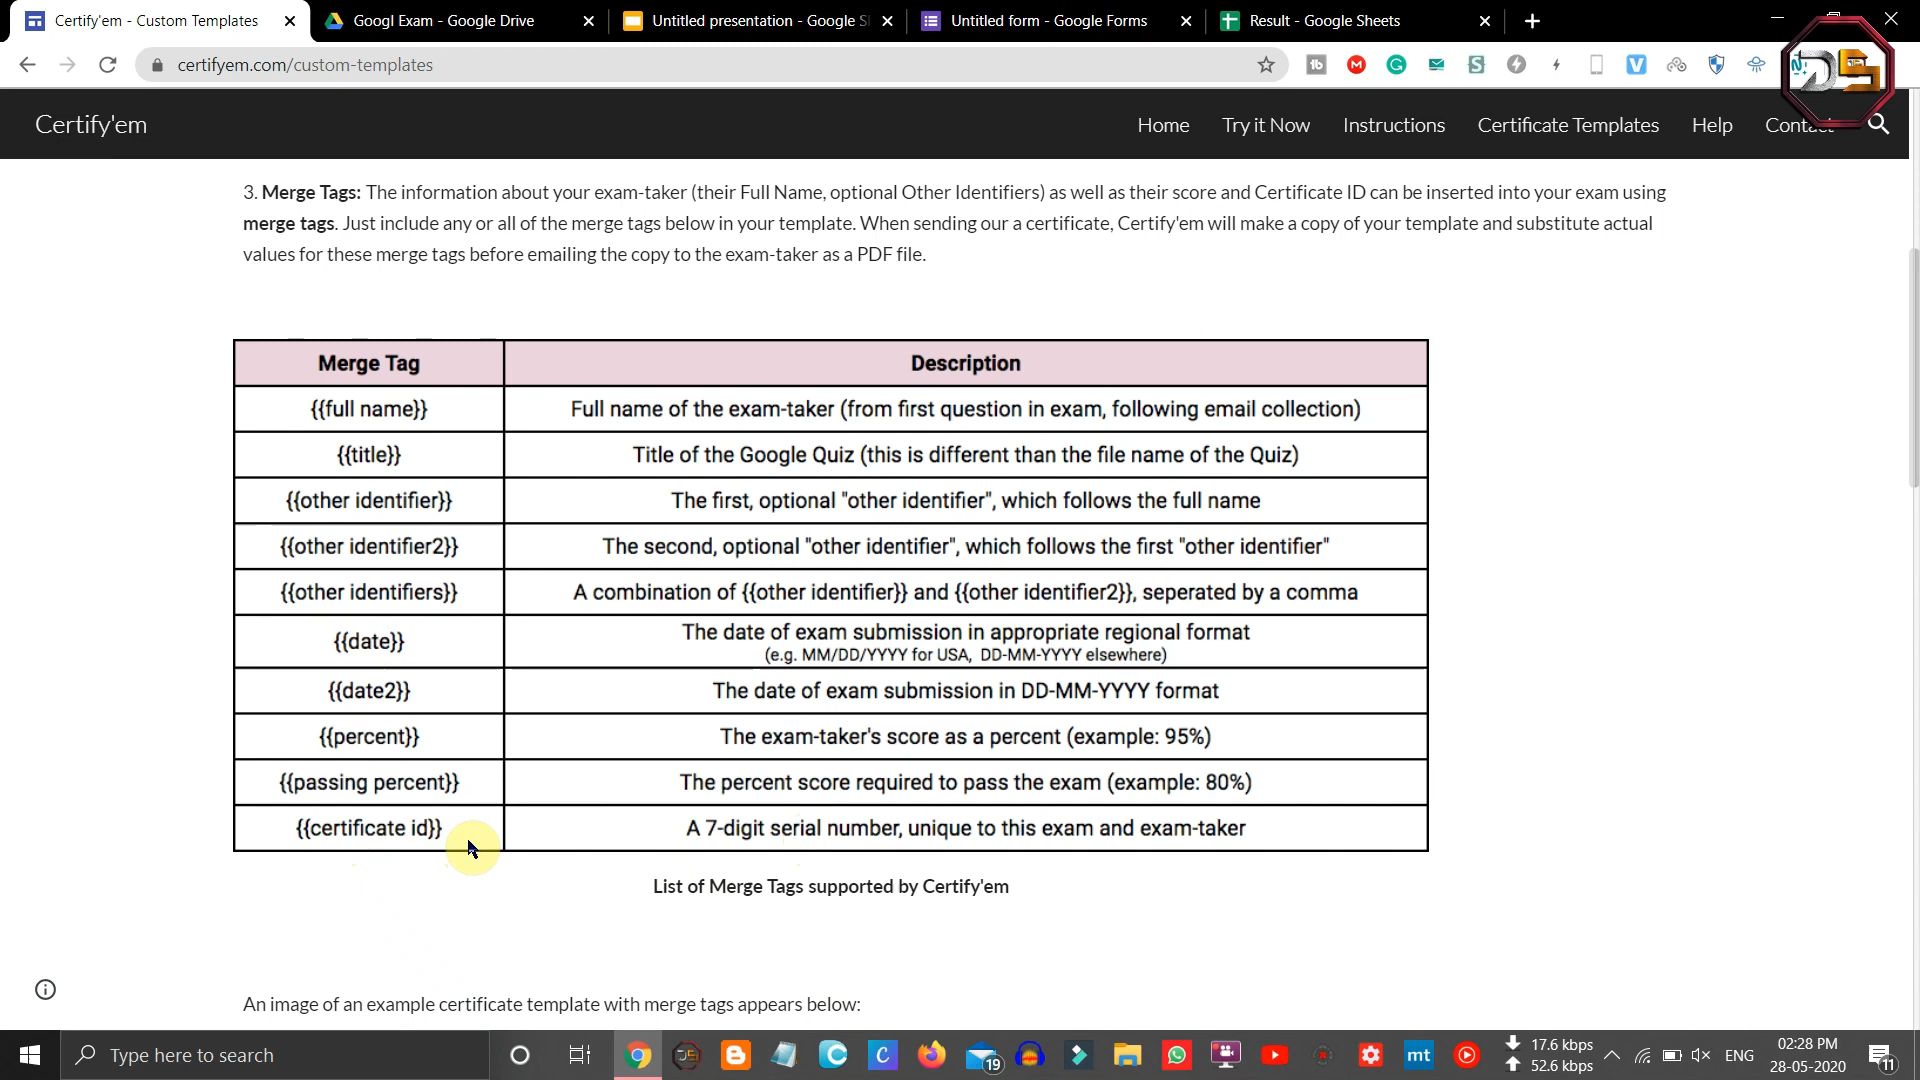 Certify'em - Custom Templates
Googl Exam - Google Drive
Untitled presentation - Google Sl
Untitled form - Google Forms
Result - Google Sheets
certifyem.com/custom-templates
DS
Certify'em
Home
Try it Now
Instructions
Certificate Templates
Help
Contact
3. Merge Tags: The information about your exam-taker (their Full Name, optional Other Identifiers) as well as their score and Certificate ID can be inserted into your exam using
merge tags. Just include any or all of the merge tags below in your template. When sending our a certificate, Certify'em will make a copy of your template and substitute actual
values for these merge tags before emailing the copy to the exam-taker as a PDF file.
Merge Tag Description
{{full name}} Full name of the exam-taker (from first question in exam, following email collection)
{{title}} Title of the Google Quiz (this is different than the file name of the Quiz)
{{other identifier}} The first, optional "other identifier", which follows the full name
{{other identifier2}} The second, optional "other identifier", which follows the first "other identifier"
{{other identifiers}} A combination of {{other identifier}} and {{other identifier2}}, seperated by a comma
{{date}} The date of exam submission in appropriate regional format
(e.g. MM/DD/YYYY for USA, DD-MM-YYYY elsewhere)
{{date2}} The date of exam submission in DD-MM-YYYY format
{{percent}} The exam-taker's score as a percent (example: 95%)
{{passing percent}} The percent score required to pass the exam (example: 80%)
{{certificate id}} A 7-digit serial number, unique to this exam and exam-taker
List of Merge Tags supported by Certify'em
An image of an example certificate template with merge tags appears below:
Type here to search
19
mt
17.6 kbps
52.6 kbps
ENG
02:28 PM
28-05-2020
11